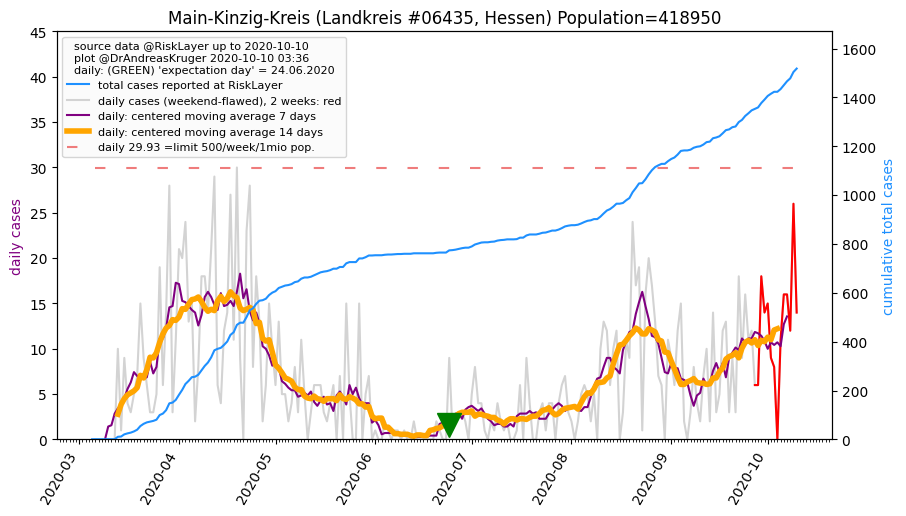 Main-Kinzig-Kreis (Landkreis #06435, Hessen) Population=418950
source data @RiskLayer up to 2020-10-10
plot @DrAndreasKruger 2020-10-10 03:36
daily: (GREEN) 'expectation day' = 24.06.2020
total cases reported at RiskLayer
daily cases (weekend-flawed), 2 weeks: red
daily: centered moving average 7 days
daily: centered moving average 14 days
daily 29.93 =limit 500/week/1mio pop.
daily cases
45
40
35
30
25
20
15
10
5
0
1600
1400
1200
1000
800
600
400
200
0
cumulative total cases
2020-03
2020-04
2020-05
2020-06
2020-07
2020-08
2020-09
2020-10